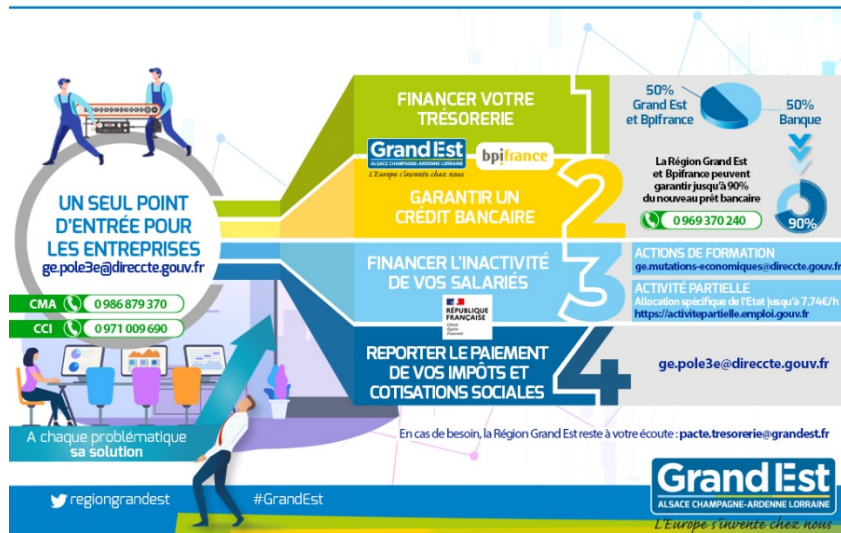 UN SEUL POINT
D'ENTRÉE POUR
LES ENTREPRISES
ge.pole3e@direccte.gouv.fr
CMA 0 986 879 370
CCI 0 971 009 690
A chaque problématique
sa solution
FINANCER VOTRE
TRÉSORERIE
1
Grand Est
ALSACE CHAMPAGNE-ARDENNE LORRAINE
L'Europe s'invente chez nous
bpifrance
50%
Grand Est
et Bpifrance
50%
Banque
GARANTIR UN
CRÉDIT BANCAIRE
2
La Région Grand Est
et Bpifrance peuvent
garantir jusqu'à 90%
du nouveau prêt bancaire
0 969 370 240
90%
FINANCER L'INACTIVITÉ
DE VOS SALARIÉS
3
RÉPUBLIQUE
FRANÇAISE
Liberté
Égalité
Fraternité
ACTIONS DE FORMATION
ge.mutations-economiques@direccte.gouv.fr
ACTIVITÉ PARTIELLE
Allocation spécifique de l'Etat jusqu'à 7,74€/h
https://activitepartielle.emploi.gouv.fr
REPORTER LE PAIEMENT
DE VOS IMPÔTS ET
COTISATIONS SOCIALES
4
ge.pole3e@direccte.gouv.fr
En cas de besoin, la Région Grand Est reste à votre écoute : pacte.tresorerie@grandest.fr
regiongrandest #GrandEst
Grand Est
ALSACE CHAMPAGNE-ARDENNE LORRAINE
L'Europe s'invente chez nous